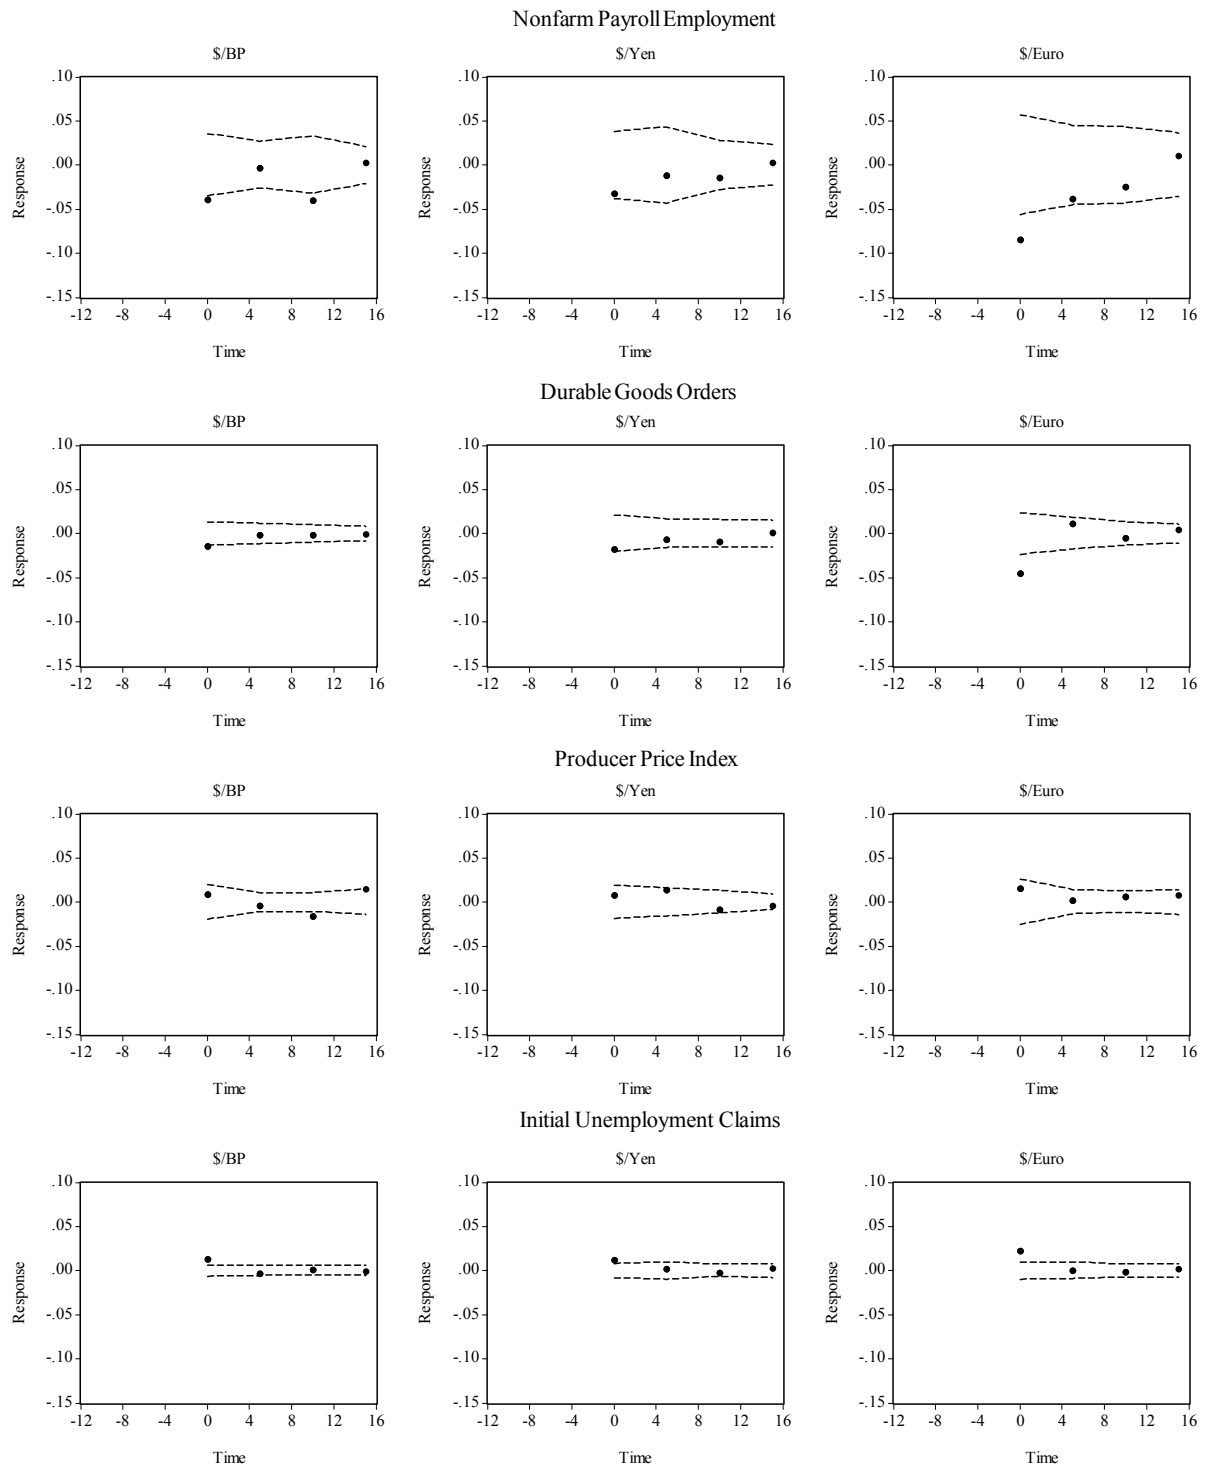 Nonfarm Payroll Employment
$/BP
$/Yen
$/Euro
.10
.05
.00
-.05
-.10
-.15
-12 -8 -4 0 4 8 12 16
Response
Time
.10
.05
.00
-.05
-.10
-.15
-12 -8 -4 0 4 8 12 16
Response
Time
.10
.05
.00
-.05
-.10
-.15
-12 -8 -4 0 4 8 12 16
Response
Time
Durable Goods Orders
$/BP
$/Yen
$/Euro
.10
.05
.00
-.05
-.10
-.15
-12 -8 -4 0 4 8 12 16
Response
Time
.10
.05
.00
-.05
-.10
-.15
-12 -8 -4 0 4 8 12 16
Response
Time
.10
.05
.00
-.05
-.10
-.15
-12 -8 -4 0 4 8 12 16
Response
Time
Producer Price Index
$/BP
$/Yen
$/Euro
.10
.05
.00
-.05
-.10
-.15
-12 -8 -4 0 4 8 12 16
Response
Time
.10
.05
.00
-.05
-.10
-.15
-12 -8 -4 0 4 8 12 16
Response
Time
.10
.05
.00
-.05
-.10
-.15
-12 -8 -4 0 4 8 12 16
Response
Time
Initial Unemployment Claims
$/BP
$/Yen
$/Euro
.10
.05
.00
-.05
-.10
-.15
-12 -8 -4 0 4 8 12 16
Response
Time
.10
.05
.00
-.05
-.10
-.15
-12 -8 -4 0 4 8 12 16
Response
Time
.10
.05
.00
-.05
-.10
-.15
-12 -8 -4 0 4 8 12 16
Response
Time